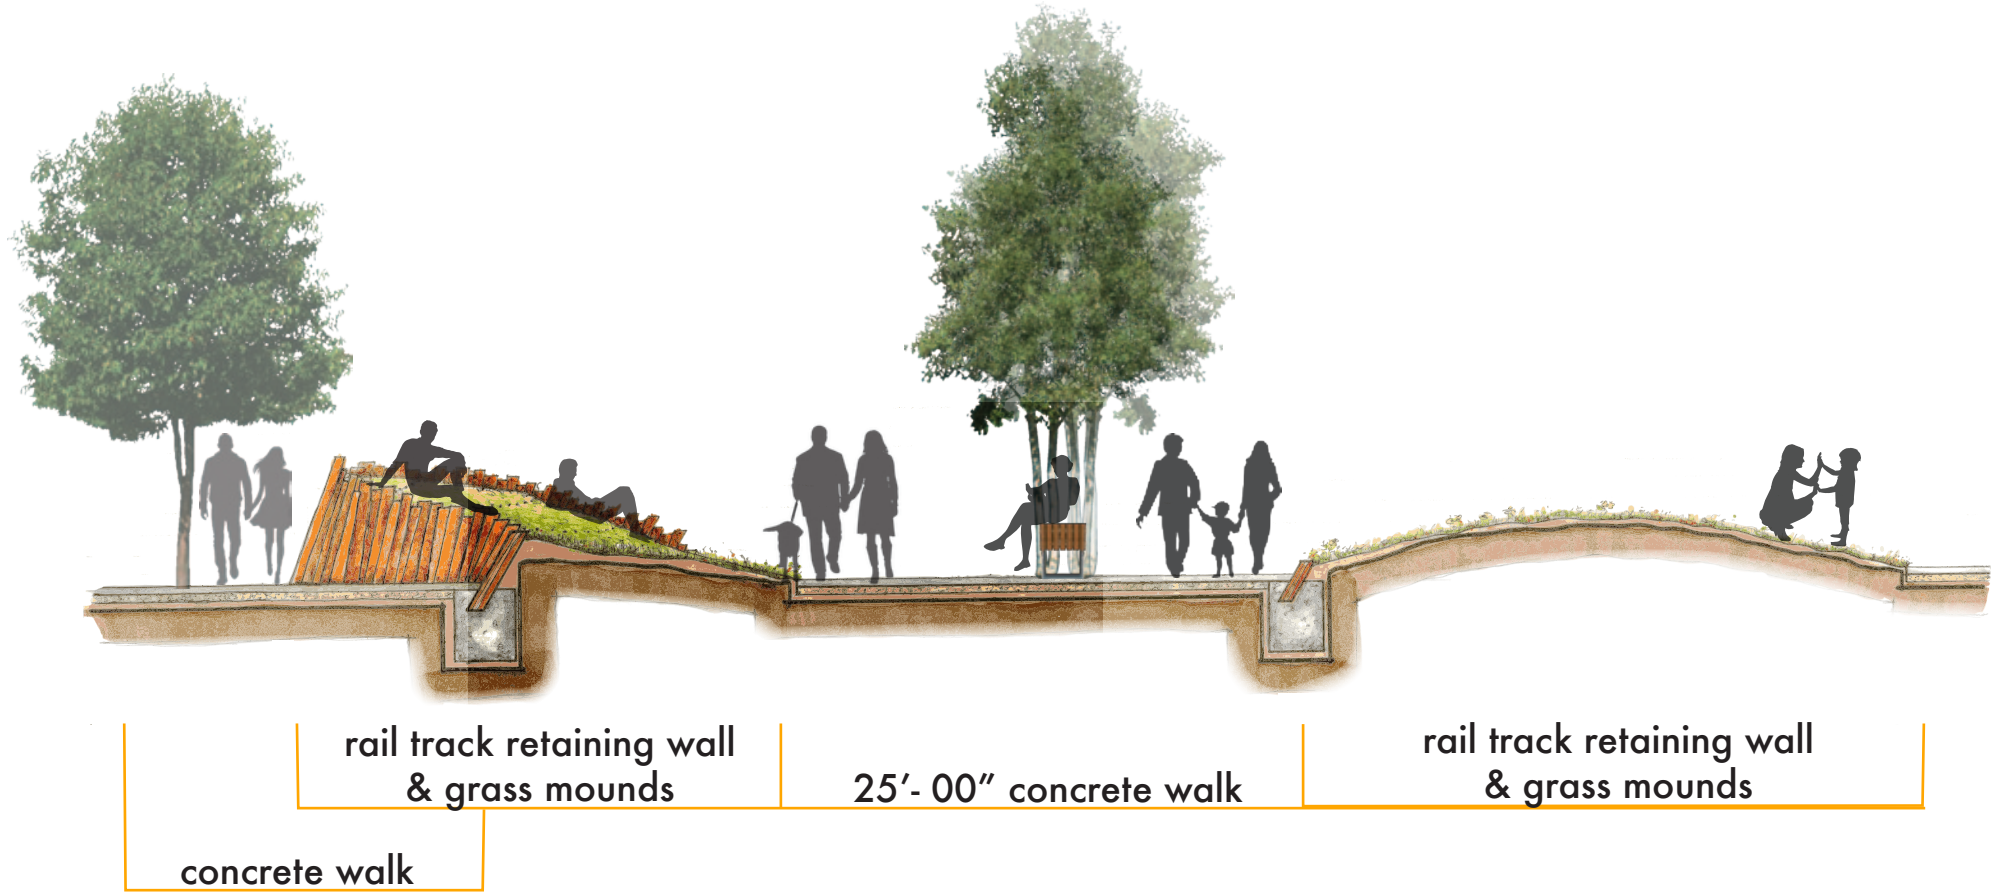 rail track retaining wall
& grass mounds
25’- 00” concrete walk
rail track retaining wall
& grass mounds
concrete walk